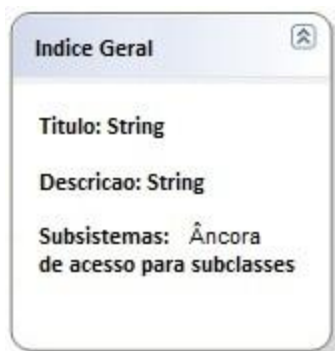 Indice Geral
Titulo: String
Descricao: String
Subsistemas: Âncora
de acesso para subclasses